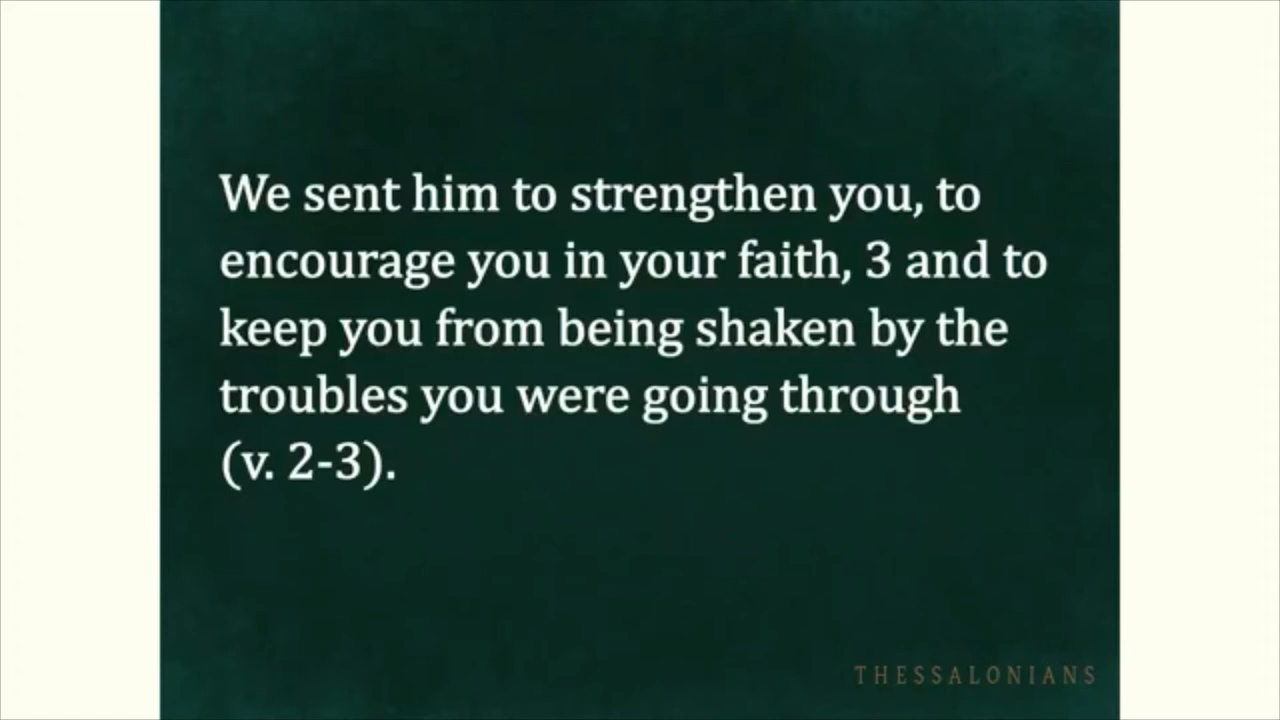 We sent him to strengthen you, to
encourage you in your faith, 3 and to
keep you from being shaken by the
troubles you were going through
(v. 2-3).
THESSALONIANS